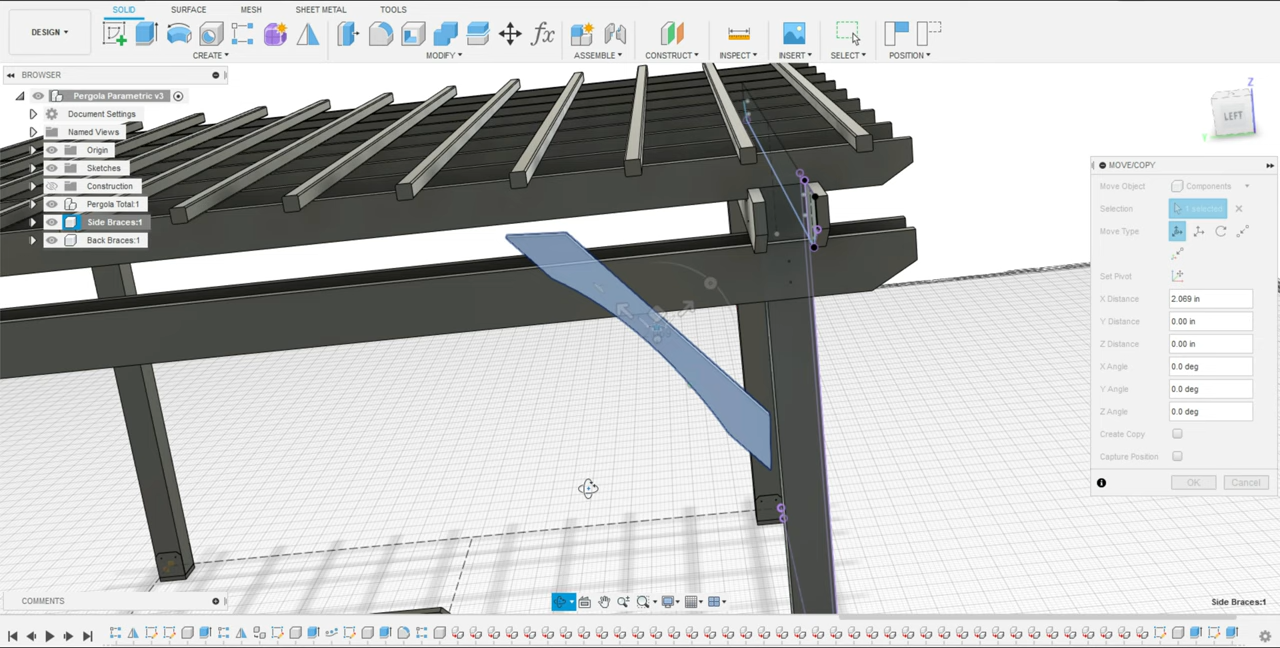 SOLID SURFACE MESH SHEET METAL TOOLS
DESIGN
CREATE MODIFY ASSEMBLE CONSTRUCT INSPECT INSERT SELECT POSITION
BROWSER
Pergola Parametric v3
Document Settings
Named Views
Origin
Sketches
Construction
Pergola Total:1
Side Braces:1
Back Braces:1
Z
LEFT
Y
MOVE/COPY
Move Object Components
Selection 1 selected
Move Type
Set Pivot
X Distance 2.069 in
Y Distance 0.00 in
Z Distance 0.00 in
X Angle 0.0 deg
Y Angle 0.0 deg
Z Angle 0.0 deg
Create Copy
Capture Position
OK Cancel
COMMENTS
Side Braces:1